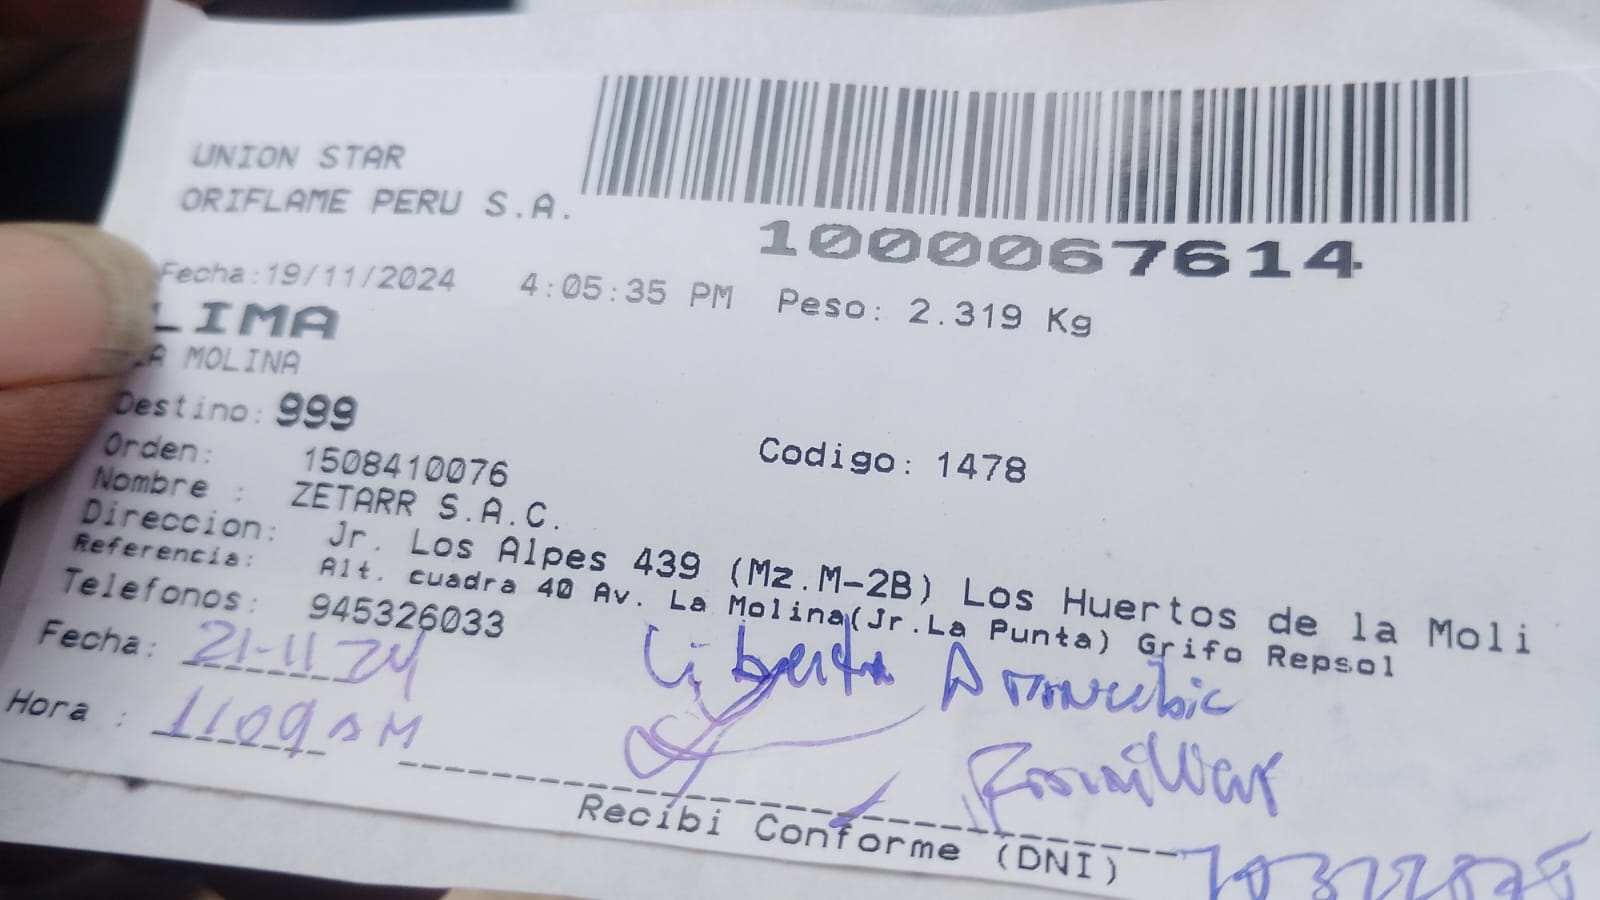 UNION STAR
ORIFLAME PERU S.A.
1000067614
Fecha:19/11/2024 4:05:35 PM Peso: 2.319 Kg
LIMA
LA MOLINA
Destino: 999
Orden: 1508410076 Codigo: 1478
Nombre : ZETARR S.A.C.
Direccion: Jr. Los Alpes 439 (Mz.M-2B) Los Huertos de la Moli
Referencia: Alt. cuadra 40 Av. La Molina(Jr.La Punta) Grifo Repsol
Telefonos: 945326033
Fecha: 21-11-24
Hora : 1109 AM
Recibi Conforme (DNI)